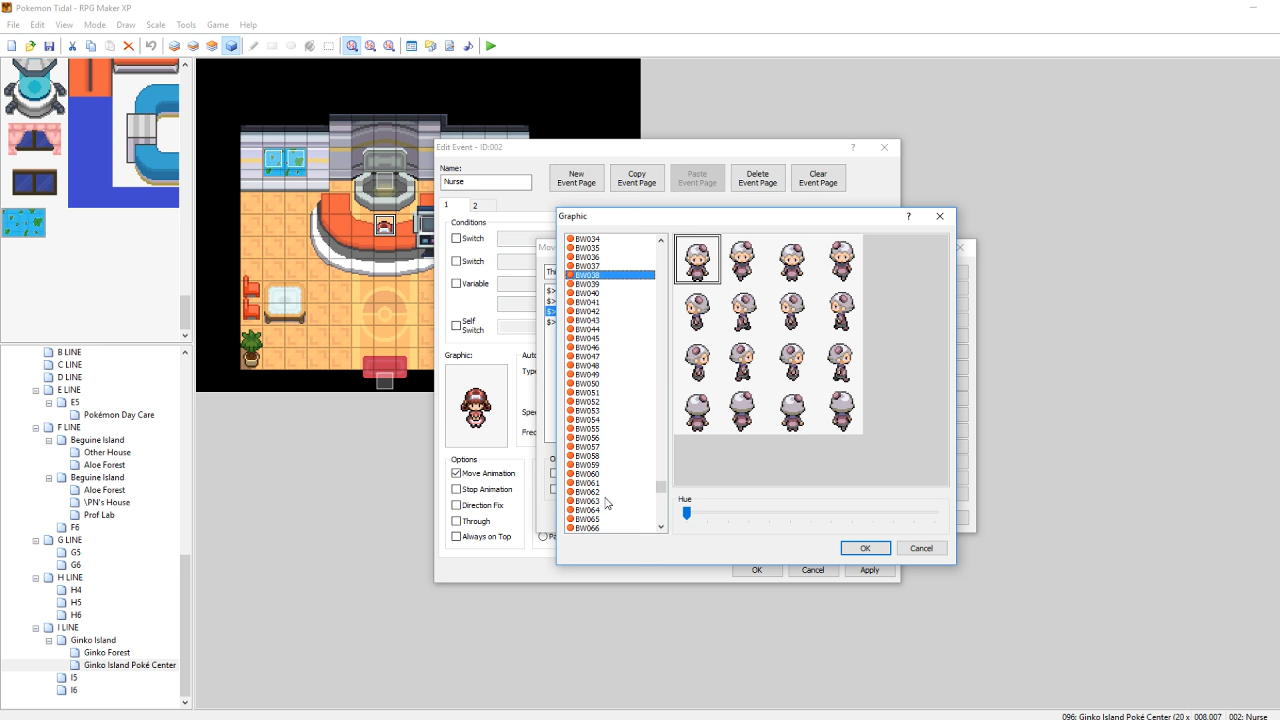 Pokemon Tidal - RPG Maker XP
File Edit View Mode Draw Scale Tools Game Help
Edit Event - ID:002
Name:
Nurse
New
Event Page
Copy
Event Page
Paste
Event Page
Delete
Event Page
Clear
Event Page
1 2
Conditions
Switch
Switch
Variable
Self
Switch
Graphic:
Options
Move Animation
Stop Animation
Direction Fix
Through
Always on Top
OK Cancel Apply
Graphic
BW034
BW035
BW036
BW037
BW038
BW039
BW040
BW041
BW042
BW043
BW044
BW045
BW046
BW047
BW048
BW049
BW050
BW051
BW052
BW053
BW054
BW055
BW056
BW057
BW058
BW059
BW060
BW061
BW062
BW063
BW064
BW065
BW066
Hue
OK Cancel
B LINE
C LINE
D LINE
E LINE
E5
Pokémon Day Care
F LINE
Beguine Island
Other House
Aloe Forest
Beguine Island
Aloe Forest
\PN's House
Prof Lab
F6
G LINE
G5
G6
H LINE
H4
H5
H6
I LINE
Ginko Island
Ginko Forest
Ginko Island Poké Center
I5
I6
096: Ginko Island Poké Center (20 x 008,007 002: Nurse